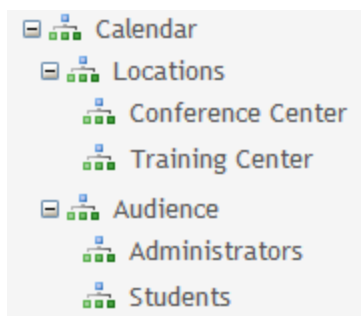 Calendar
Locations
Conference Center
Training Center
Audience
Administrators
Students